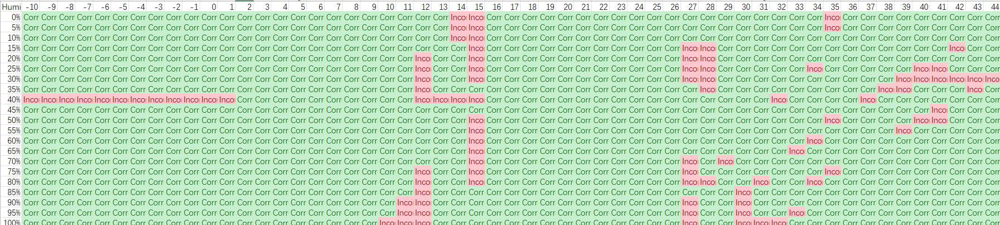 Humi -10 -9 -8 -7 -6 -5 -4 -3 -2 -1 0 1 2 3 4 5 6 7 8 9 10 11 12 13 14 15 16 17 18 19 20 21 22 23 24 25 26 27 28 29 30 31 32 33 34 35 36 37 38 39 40 41 42 43 44
0% Corr Corr Corr Corr Corr Corr Corr Corr Corr Corr Corr Corr Corr Corr Corr Corr Corr Corr Corr Corr Corr Corr Corr Corr Inco Inco Corr Corr Corr Corr Corr Corr Corr Corr Corr Corr Corr Corr Corr Corr Corr Corr Corr Corr Corr Inco Corr Corr Corr Corr Corr Corr Corr Corr Corr
5% Corr Corr Corr Corr Corr Corr Corr Corr Corr Corr Corr Corr Corr Corr Corr Corr Corr Corr Corr Corr Corr Corr Corr Corr Inco Inco Corr Corr Corr Corr Corr Corr Corr Corr Corr Corr Corr Corr Corr Corr Corr Corr Corr Corr Corr Inco Corr Corr Corr Corr Corr Corr Corr Corr Corr
10% Corr Corr Corr Corr Corr Corr Corr Corr Corr Corr Corr Corr Corr Corr Corr Corr Corr Corr Corr Corr Corr Corr Corr Corr Inco Inco Corr Corr Corr Corr Corr Corr Corr Corr Corr Corr Corr Corr Corr Corr Corr Corr Corr Corr Corr Corr Corr Corr Corr Corr Corr Corr Corr Corr Corr
15% Corr Corr Corr Corr Corr Corr Corr Corr Corr Corr Corr Corr Corr Corr Corr Corr Corr Corr Corr Corr Corr Corr Corr Corr Corr Inco Corr Corr Corr Corr Corr Corr Corr Corr Corr Corr Corr Inco Inco Corr Corr Corr Corr Corr Corr Corr Corr Corr Corr Corr Corr Corr Inco Corr Corr
20% Corr Corr Corr Corr Corr Corr Corr Corr Corr Corr Corr Corr Corr Corr Corr Corr Corr Corr Corr Corr Corr Corr Inco Corr Corr Inco Corr Corr Corr Corr Corr Corr Corr Corr Corr Corr Corr Inco Inco Corr Corr Corr Corr Corr Corr Corr Corr Corr Corr Corr Corr Corr Corr Corr Corr
25% Corr Corr Corr Corr Corr Corr Corr Corr Corr Corr Corr Corr Corr Corr Corr Corr Corr Corr Corr Corr Corr Corr Inco Corr Corr Inco Corr Corr Corr Corr Corr Corr Corr Corr Corr Corr Corr Inco Inco Corr Corr Corr Corr Corr Inco Corr Corr Corr Corr Corr Inco Inco Corr Corr Corr
30% Corr Corr Corr Corr Corr Corr Corr Corr Corr Corr Corr Corr Corr Corr Corr Corr Corr Corr Corr Corr Corr Corr Inco Corr Corr Inco Corr Corr Corr Corr Corr Corr Corr Corr Corr Corr Corr Inco Inco Corr Corr Corr Corr Corr Corr Corr Corr Corr Corr Inco Inco Inco Inco Inco Inco
35% Corr Corr Corr Corr Corr Corr Corr Corr Corr Corr Corr Corr Corr Corr Corr Corr Corr Corr Corr Corr Corr Corr Inco Corr Corr Corr Corr Corr Corr Corr Corr Corr Corr Corr Corr Corr Corr Corr Inco Corr Corr Corr Corr Corr Corr Corr Corr Corr Inco Inco Corr Corr Corr Inco Corr
40% Inco Inco Inco Inco Inco Inco Inco Inco Inco Inco Inco Inco Corr Corr Corr Corr Corr Corr Corr Corr Corr Corr Inco Inco Inco Inco Corr Corr Corr Corr Corr Corr Corr Corr Corr Corr Corr Corr Corr Corr Corr Corr Inco Corr Corr Corr Corr Inco Corr Corr Corr Corr Corr Corr Corr
45% Corr Corr Corr Corr Corr Corr Corr Corr Corr Corr Corr Corr Corr Corr Corr Corr Corr Corr Corr Corr Corr Corr Corr Corr Corr Corr Corr Corr Corr Corr Corr Corr Corr Corr Corr Corr Corr Corr Corr Corr Corr Corr Corr Corr Corr Corr Corr Corr Corr Corr Corr Inco Corr Corr Corr
50% Corr Corr Corr Corr Corr Corr Corr Corr Corr Corr Corr Corr Corr Corr Corr Corr Corr Corr Corr Corr Corr Corr Corr Corr Corr Inco Corr Corr Corr Corr Corr Corr Corr Corr Corr Corr Corr Corr Corr Corr Corr Corr Corr Corr Corr Inco Corr Corr Corr Corr Inco Inco Corr Corr Corr
55% Corr Corr Corr Corr Corr Corr Corr Corr Corr Corr Corr Corr Corr Corr Corr Corr Corr Corr Corr Corr Corr Corr Corr Corr Corr Inco Corr Corr Corr Corr Corr Corr Corr Corr Corr Corr Corr Corr Corr Corr Corr Corr Corr Corr Corr Corr Corr Corr Corr Inco Corr Corr Corr Corr Corr
60% Corr Corr Corr Corr Corr Corr Corr Corr Corr Corr Corr Corr Corr Corr Corr Corr Corr Corr Corr Corr Corr Corr Corr Corr Corr Inco Corr Corr Corr Corr Corr Corr Corr Corr Corr Corr Corr Corr Corr Corr Corr Corr Corr Corr Inco Corr Corr Corr Corr Corr Corr Corr Corr Corr Corr
65% Corr Corr Corr Corr Corr Corr Corr Corr Corr Corr Corr Corr Corr Corr Corr Corr Corr Corr Corr Corr Corr Corr Corr Corr Corr Inco Corr Corr Corr Corr Corr Corr Corr Corr Corr Corr Corr Corr Corr Corr Corr Corr Corr Inco Corr Corr Corr Corr Corr Corr Corr Corr Corr Corr Corr
70% Corr Corr Corr Corr Corr Corr Corr Corr Corr Corr Corr Corr Corr Corr Corr Corr Corr Corr Corr Corr Corr Corr Corr Corr Corr Inco Corr Corr Corr Corr Corr Corr Corr Corr Corr Corr Corr Inco Corr Inco Corr Corr Corr Corr Corr Corr Corr Corr Corr Corr Corr Corr Corr Corr Corr
75% Corr Corr Corr Corr Corr Corr Corr Corr Corr Corr Corr Corr Corr Corr Corr Corr Corr Corr Corr Corr Corr Corr Inco Corr Corr Inco Corr Corr Corr Corr Corr Corr Corr Corr Corr Corr Corr Inco Corr Corr Corr Corr Corr Corr Corr Inco Corr Corr Corr Corr Corr Corr Corr Corr Corr
80% Corr Corr Corr Corr Corr Corr Corr Corr Corr Corr Corr Corr Corr Corr Corr Corr Corr Corr Corr Corr Corr Corr Inco Corr Corr Inco Corr Corr Corr Corr Corr Corr Corr Corr Corr Corr Corr Inco Inco Corr Corr Inco Corr Corr Inco Corr Corr Corr Corr Corr Corr Corr Corr Corr Corr
85% Corr Corr Corr Corr Corr Corr Corr Corr Corr Corr Corr Corr Corr Corr Corr Corr Corr Corr Corr Corr Corr Corr Inco Corr Corr Corr Corr Corr Corr Corr Corr Corr Corr Corr Corr Corr Corr Corr Corr Corr Inco Corr Corr Corr Corr Corr Corr Corr Corr Corr Corr Corr Corr Corr Corr
90% Corr Corr Corr Corr Corr Corr Corr Corr Corr Corr Corr Corr Corr Corr Corr Corr Corr Corr Corr Corr Corr Inco Inco Corr Corr Corr Corr Corr Corr Corr Corr Corr Corr Corr Corr Corr Corr Inco Corr Corr Inco Corr Corr Corr Corr Corr Corr Corr Corr Corr Corr Corr Corr Corr Corr
95% Corr Corr Corr Corr Corr Corr Corr Corr Corr Corr Corr Corr Corr Corr Corr Corr Corr Corr Corr Corr Corr Inco Inco Corr Corr Corr Corr Corr Corr Corr Corr Corr Corr Corr Corr Corr Corr Inco Corr Corr Inco Corr Corr Inco Corr Corr Corr Corr Corr Corr Corr Corr Corr Corr Corr
100% Corr Corr Corr Corr Corr Corr Corr Corr Corr Corr Corr Corr Corr Corr Corr Corr Corr Corr Corr Corr Inco Inco Inco Corr Corr Corr Corr Corr Corr Corr Corr Corr Corr Corr Corr Corr Corr Inco Corr Corr Inco Inco Inco Corr Corr Corr Corr Corr Corr Corr Corr Corr Corr Corr Corr